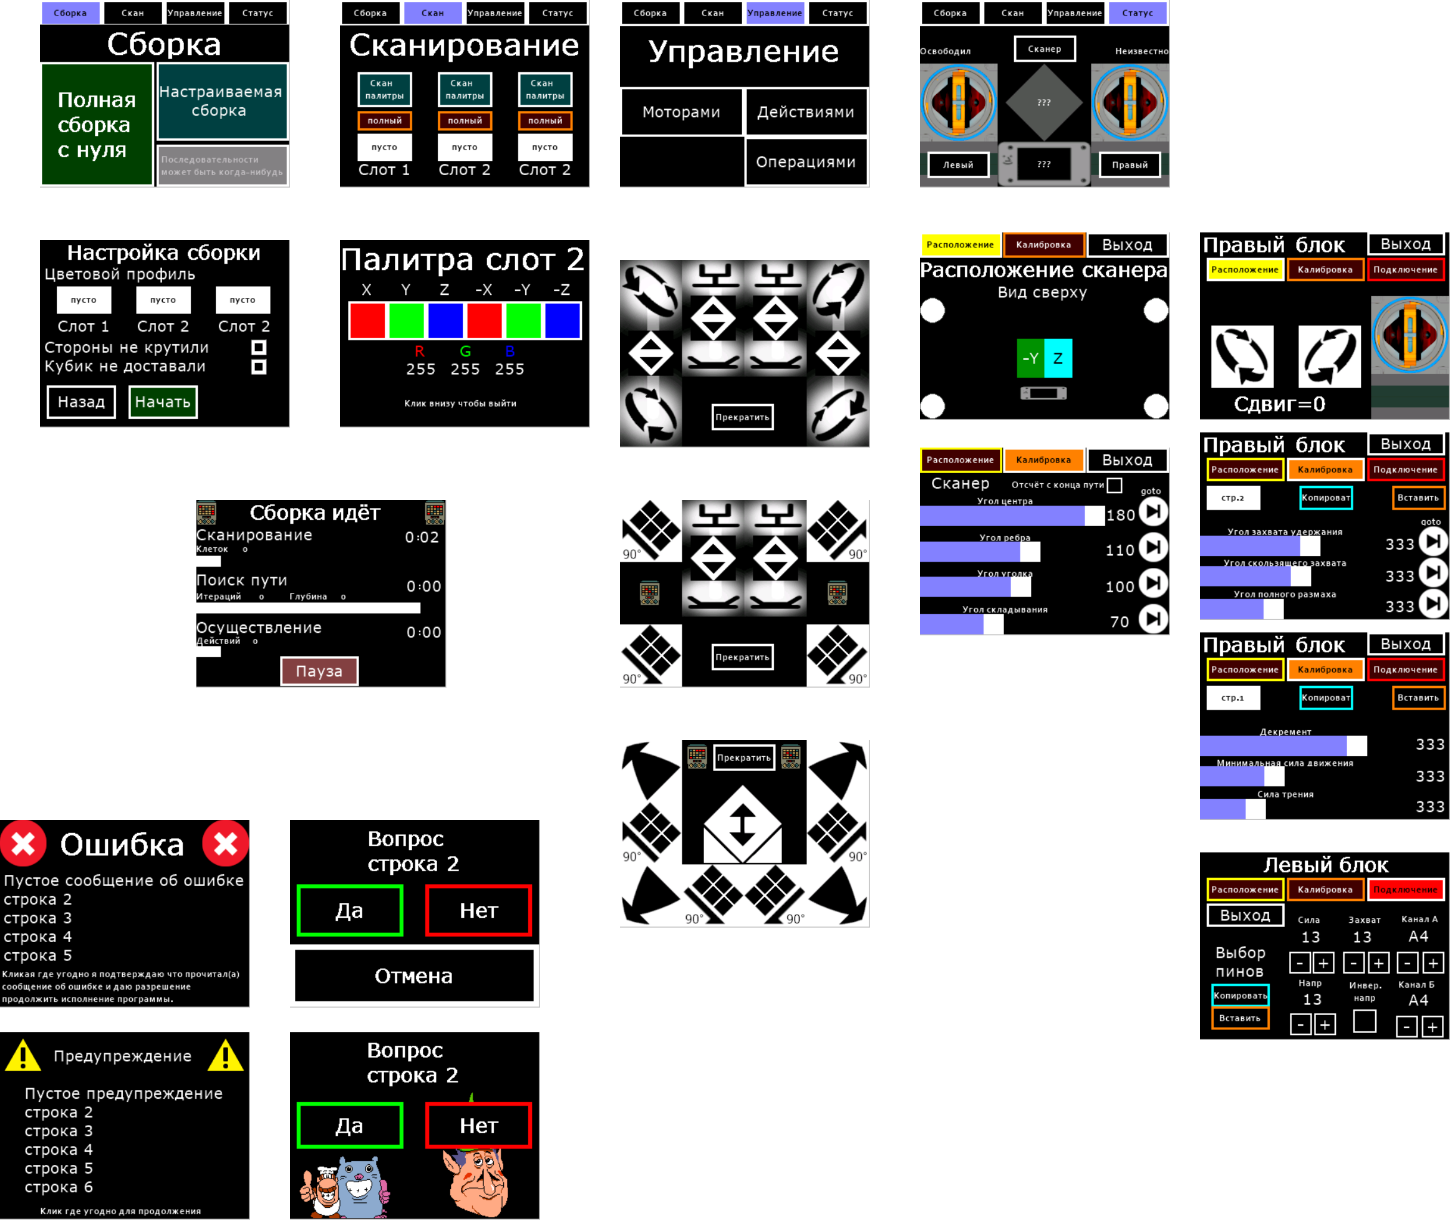 Сборка Скан Управление Статус
Сборка
Полная
сборка
с нуля
Настраиваемая
сборка
Последовательности
может быть когда-нибудь
Сборка Скан Управление Статус
Сканирование
Скан
палитры
Скан
палитры
Скан
палитры
полный полный полный
пусто пусто пусто
Слот 1 Слот 2 Слот 2
Сборка Скан Управление Статус
Управление
Моторами Действиями
Операциями
Сборка Скан Управление Статус
Освободил Сканер Неизвестно
???
Левый ??? Правый
Настройка сборки
Цветовой профиль
пусто пусто пусто
Слот 1 Слот 2 Слот 2
Стороны не крутили
Кубик не доставали
Назад Начать
Палитра слот 2
X Y Z -X -Y -Z
R G B
255 255 255
Клик внизу чтобы выйти
Прекратить
Расположение Калибровка Выход
Расположение сканера
Вид сверху
-Y Z
Правый блок Выход
Расположение Калибровка Подключение
Сдвиг=0
Расположение Калибровка Выход
Сканер Отсчёт с конца пути
goto
Угол центра
180
Угол ребра
110
Угол уголка
100
Угол складывания
70
Правый блок Выход
Расположение Калибровка Подключение
стр.2 Копироват Вставить
goto
Угол захвата удержания
333
Угол скользящего захвата
333
Угол полного размаха
333
Сборка идёт
Сканирование 0:02
Клеток 0
Поиск пути 0:00
Итераций 0 Глубина 0
Осуществление 0:00
Действий 0
Пауза
90° 90°
Прекратить
90° 90°
Правый блок Выход
Расположение Калибровка Подключение
стр.1 Копироват Вставить
Декремент
333
Минимальная сила движения
333
Сила трения
333
Прекратить
90° 90°
90° 90°
Ошибка
Пустое сообщение об ошибке
строка 2
строка 3
строка 4
строка 5
Кликая где угодно я подтверждаю что прочитал(а)
сообщение об ошибке и даю разрешение
продолжить исполнение программы.
Вопрос
строка 2
Да Нет
Отмена
Левый блок
Расположение Калибровка Подключение
Выход Сила Захват Канал А
13 13 A4
Выбор
пинов
- + - + - +
Копировать
Вставить
Напр Инвер.
напр Канал Б
13 A4
- + - +
Предупреждение
Пустое предупреждение
строка 2
строка 3
строка 4
строка 5
строка 6
Клик где угодно для продолжения
Вопрос
строка 2
Да Нет